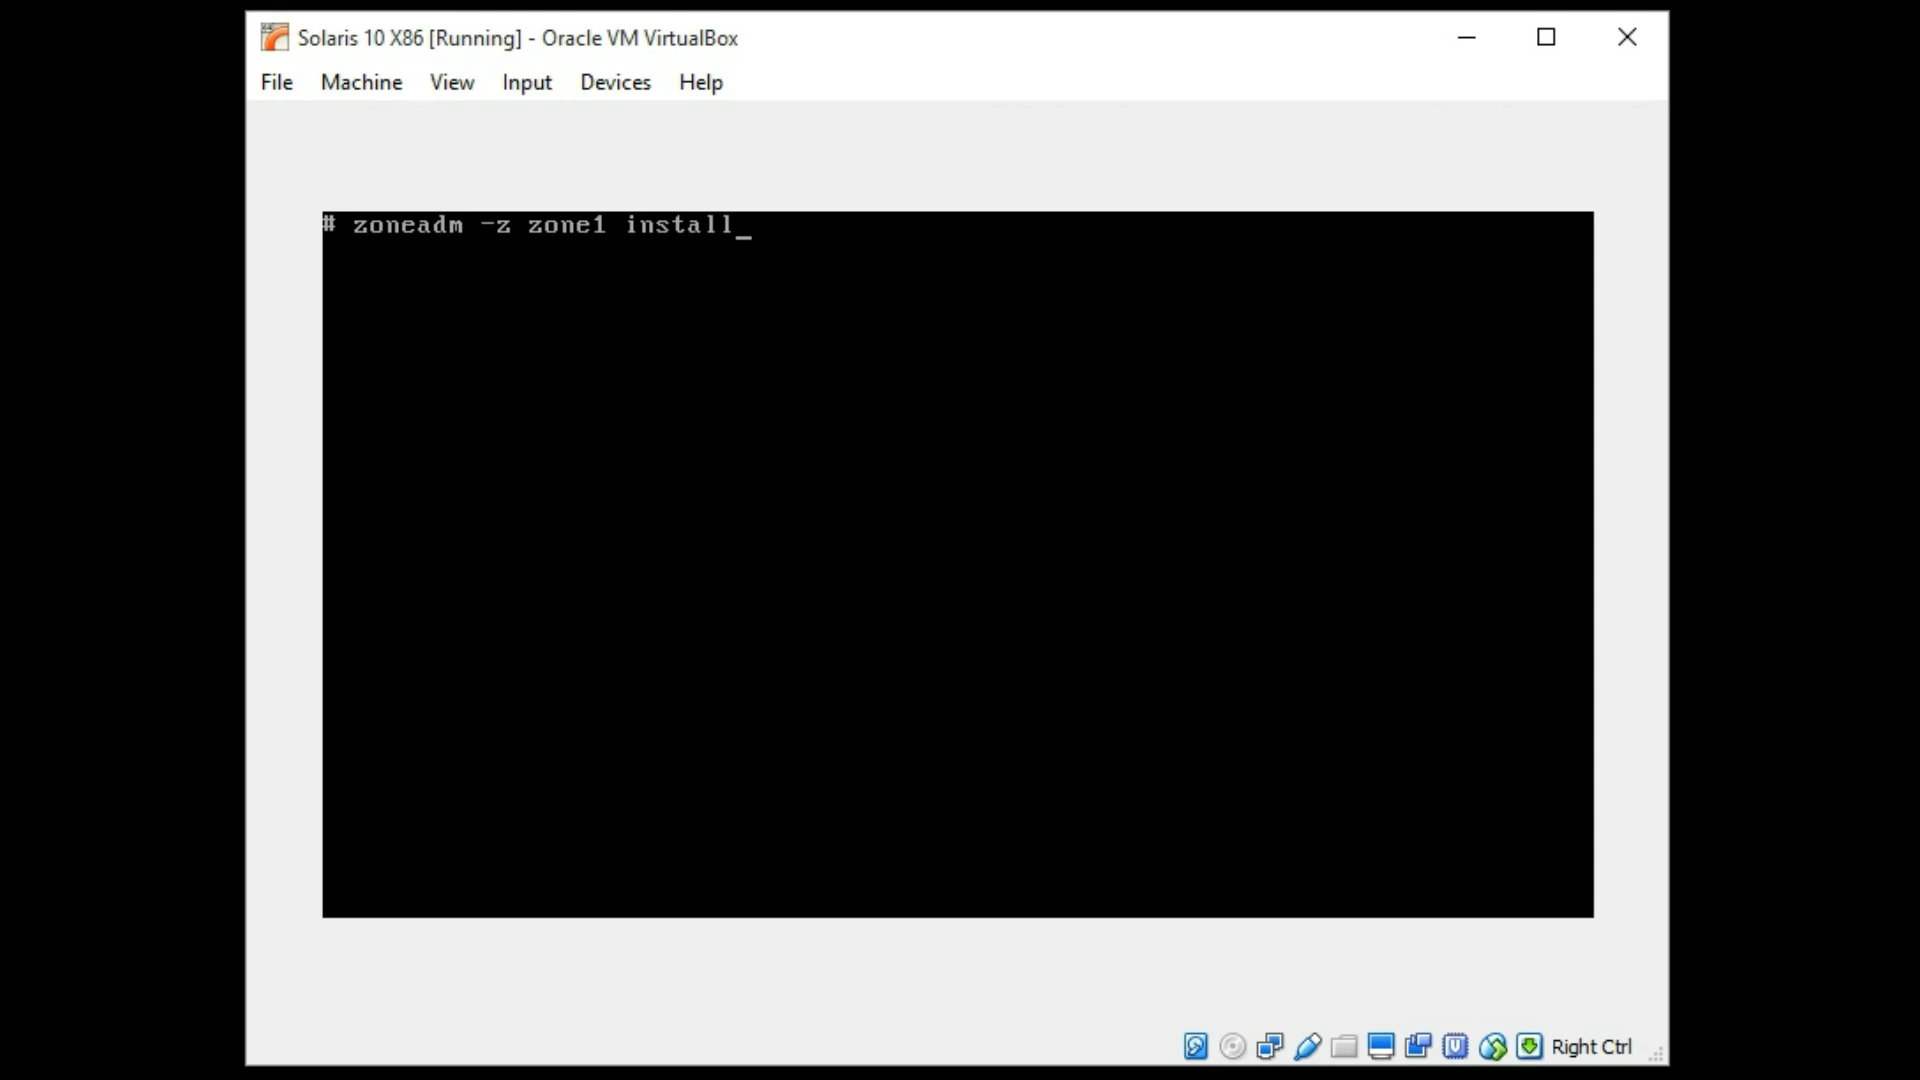 Solaris 10 X86 [Running] - Oracle VM VirtualBox
File Machine View Input Devices Help
# zoneadm -z zone1 install_
Right Ctrl